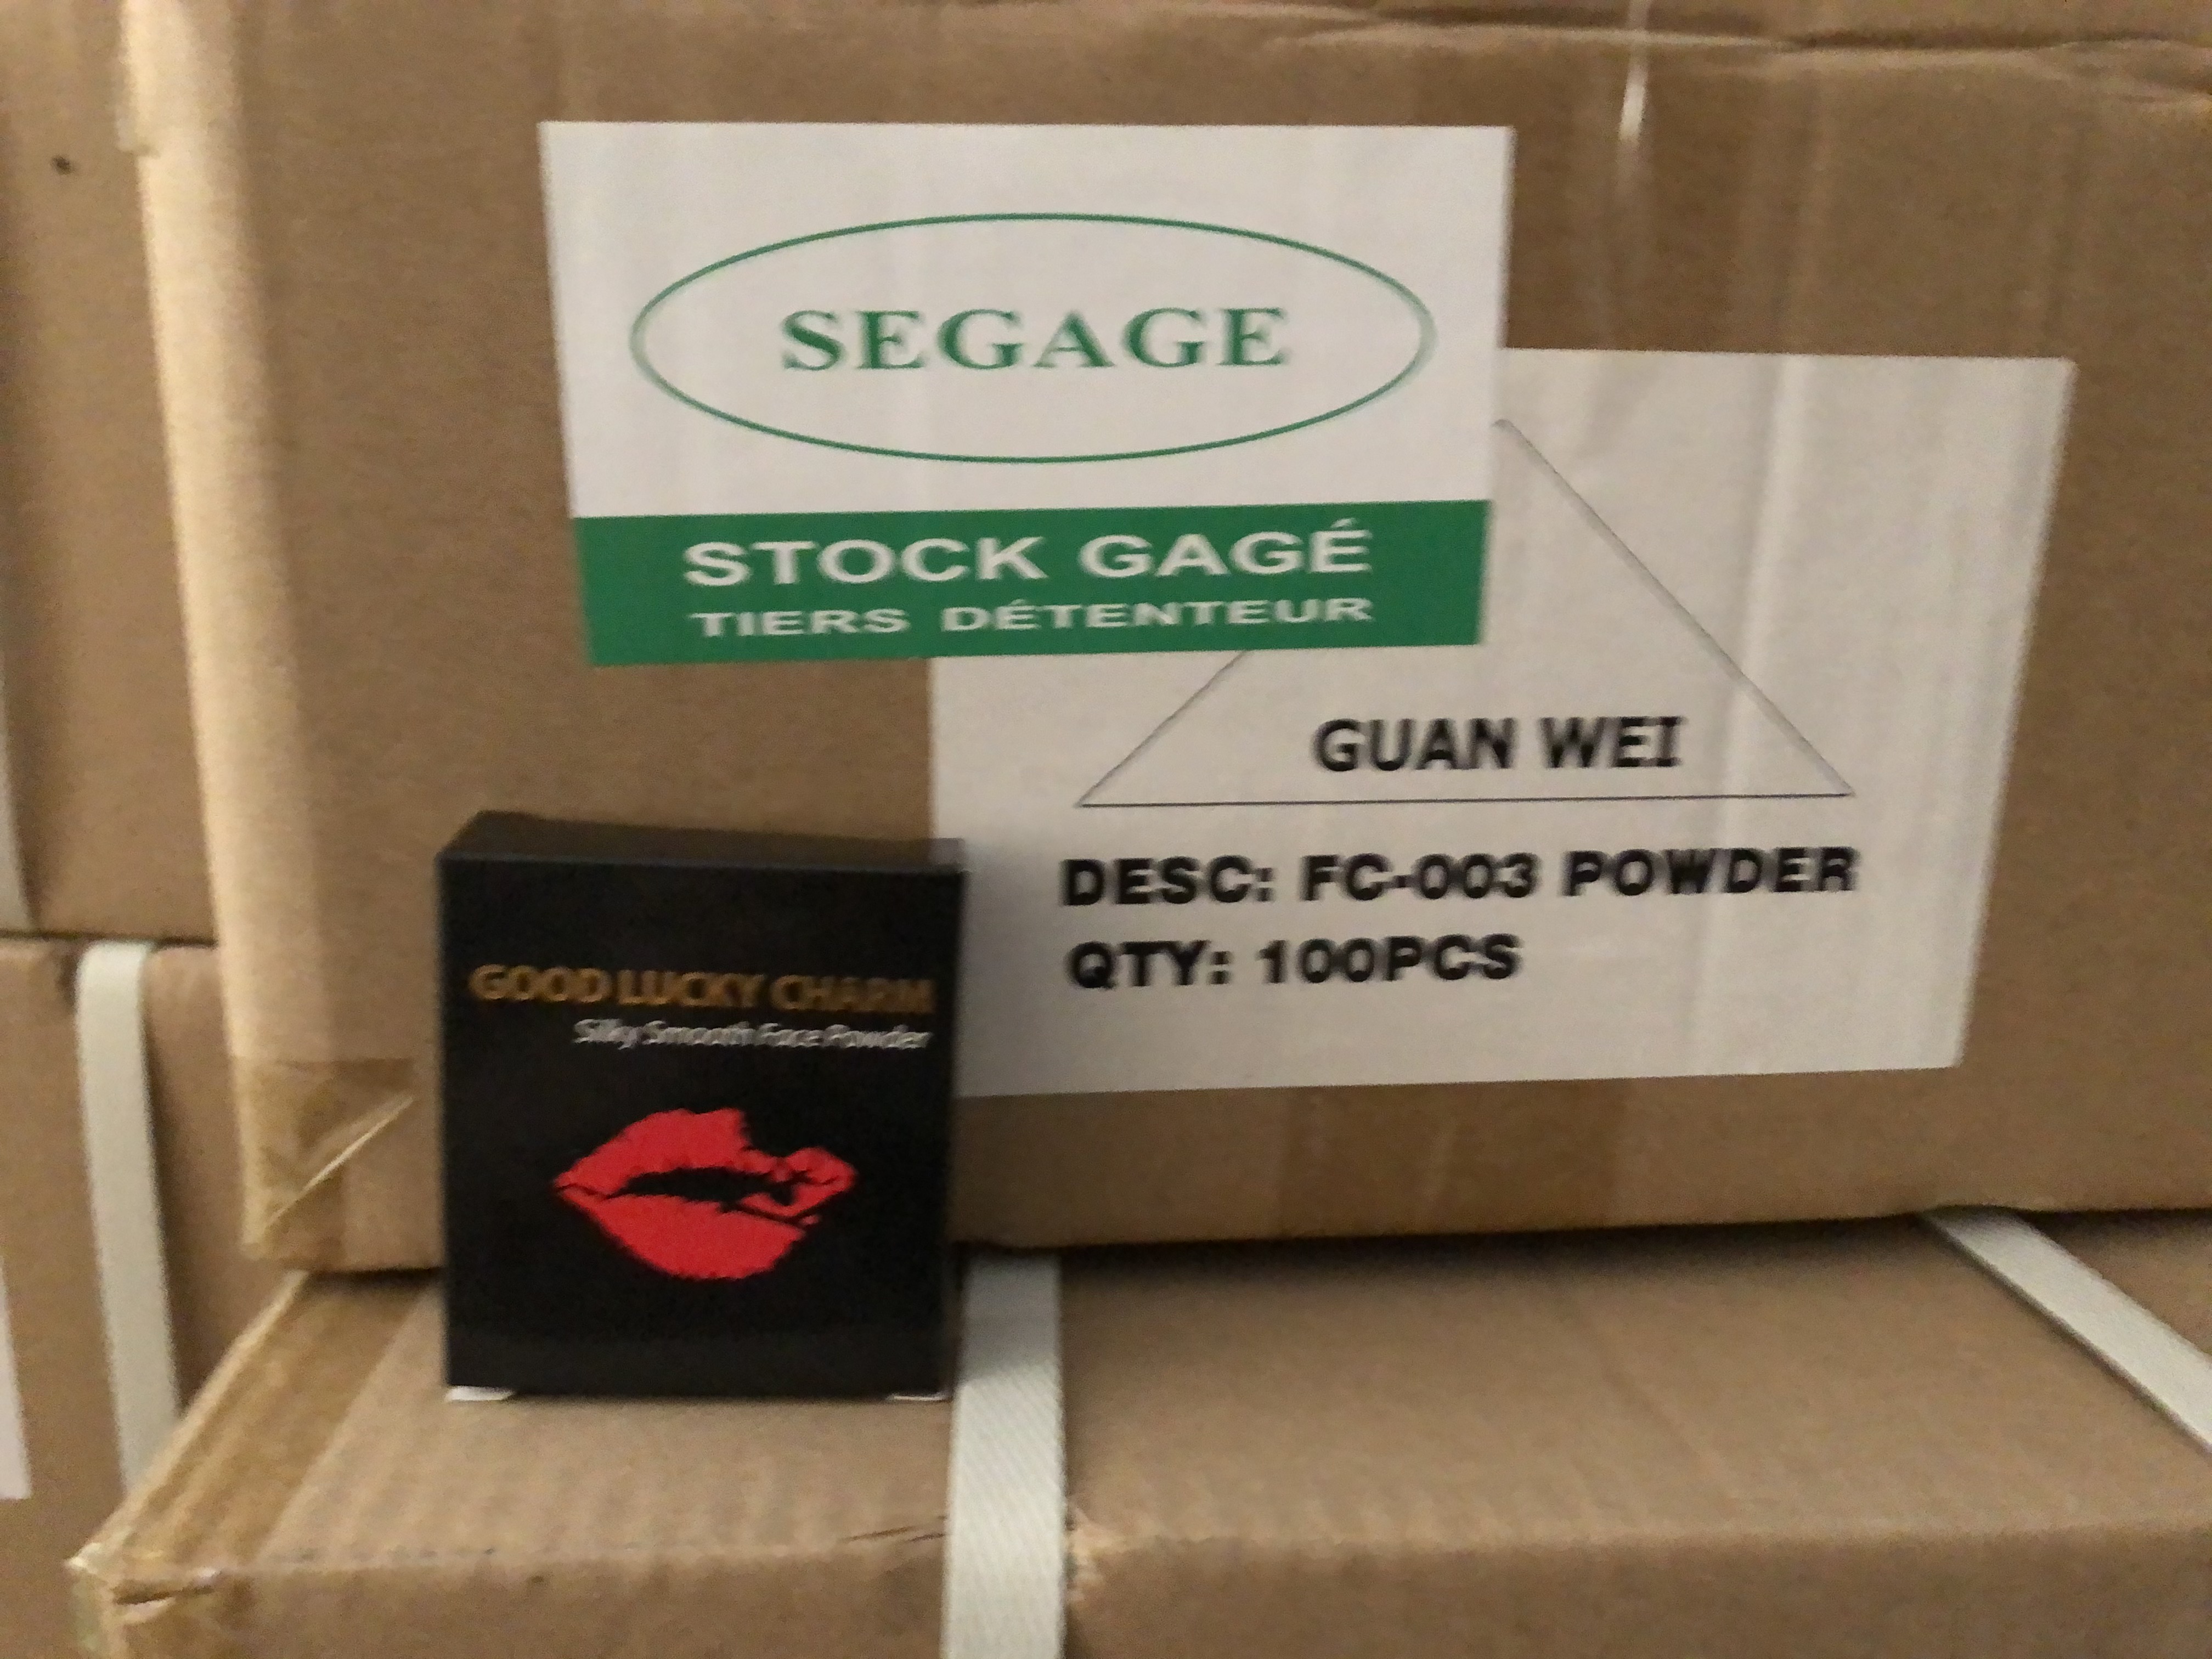 SEGAGE
STOCK GAGÉ
TIERS DÉTENTEUR
GUAN WEI
DESC: FC-003 POWDER
QTY: 100PCS
GOOD LUCKY CHARM
Silky Smooth Face Powder